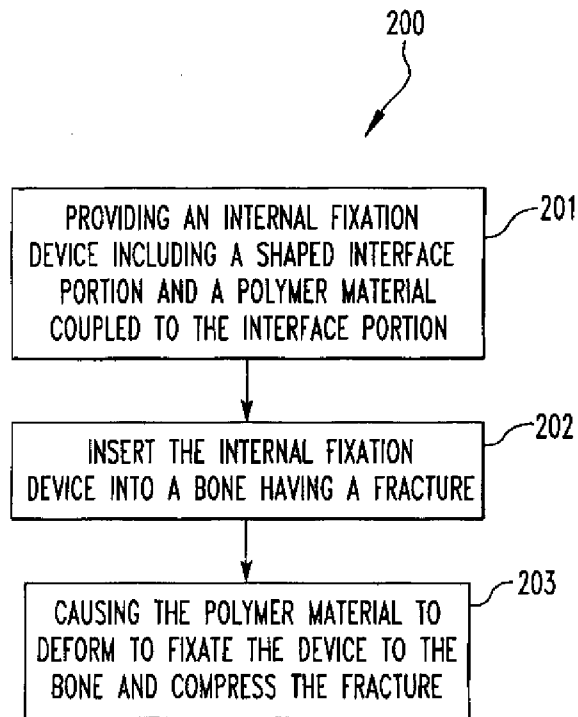 200
PROVIDING AN INTERNAL FIXATION
DEVICE INCLUDING A SHAPED INTERFACE
PORTION AND A POLYMER MATERIAL
COUPLED TO THE INTERFACE PORTION
201
INSERT THE INTERNAL FIXATION
DEVICE INTO A BONE HAVING A FRACTURE
202
CAUSING THE POLYMER MATERIAL TO
DEFORM TO FIXATE THE DEVICE TO THE
BONE AND COMPRESS THE FRACTURE
203